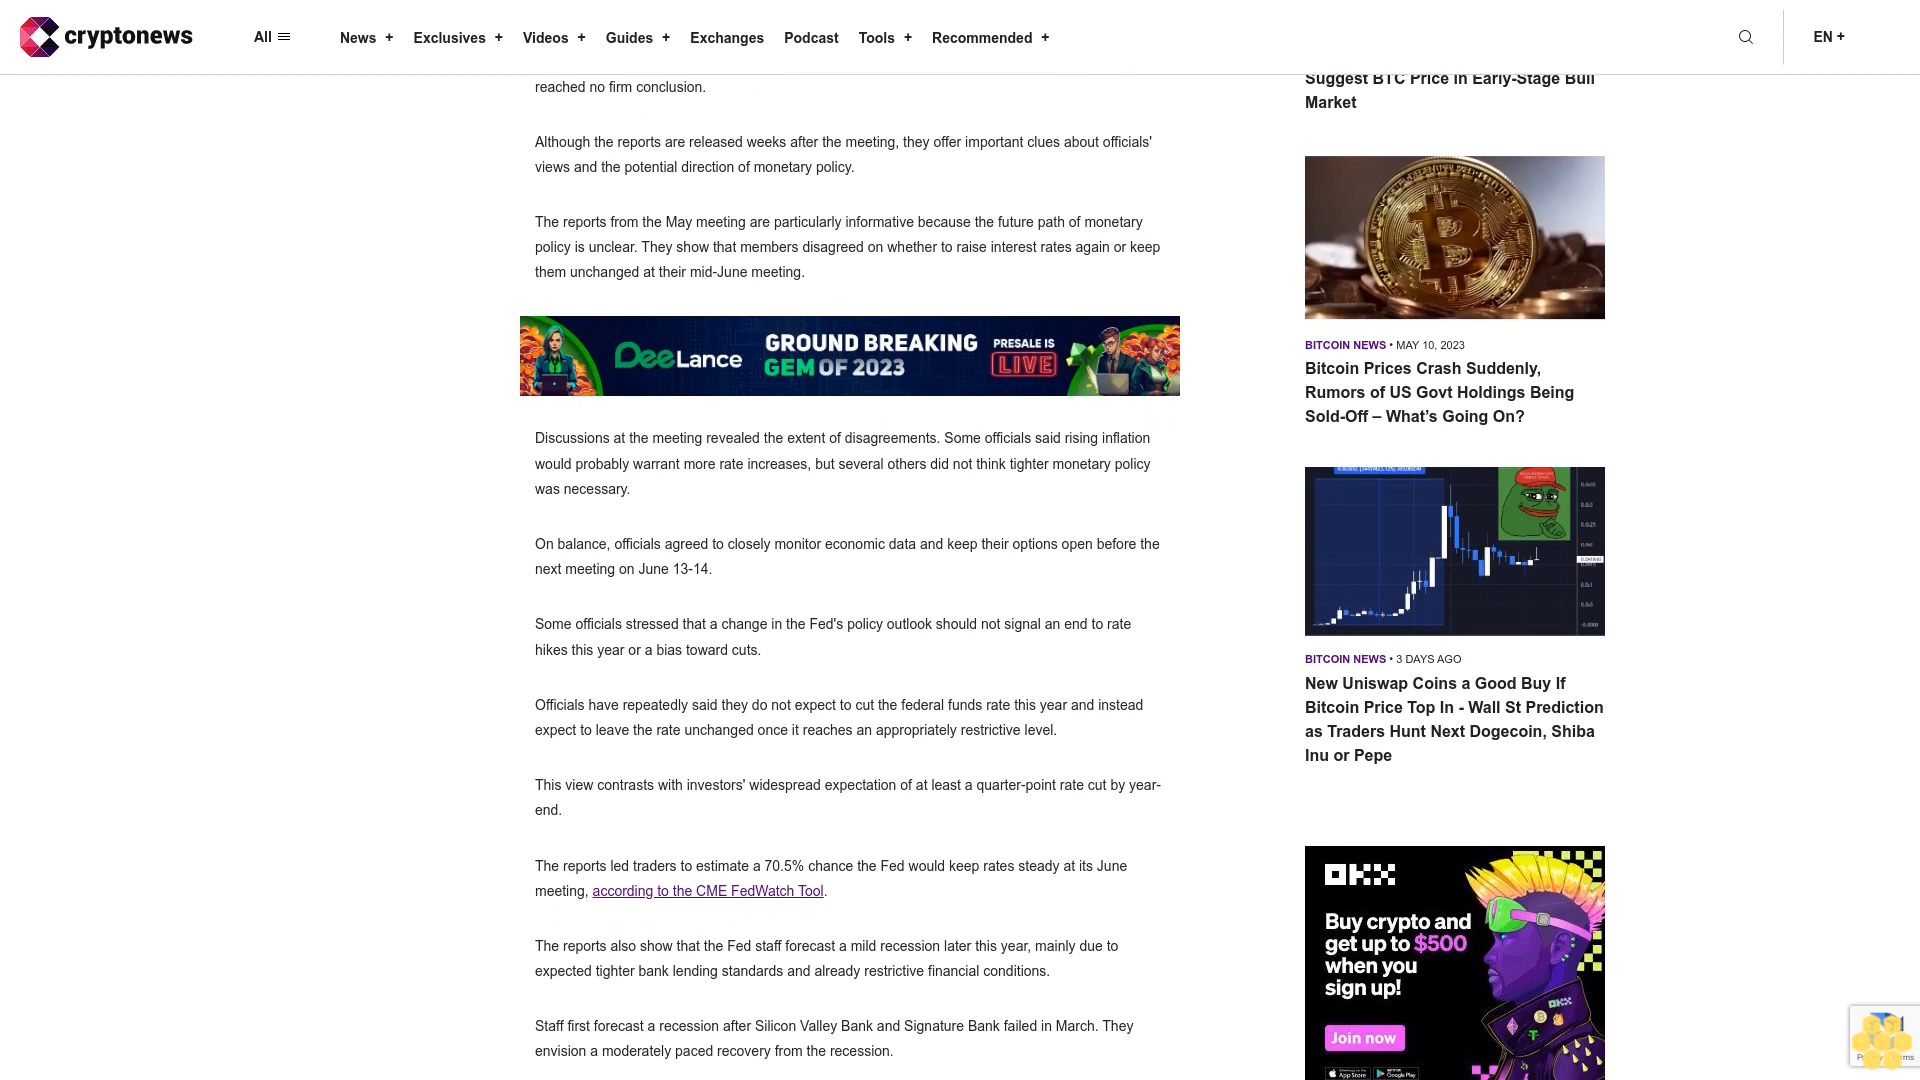 cryptonews
All
News +
Exclusives +
Videos +
Guides +
Exchanges
Podcast
Tools +
Recommended +
EN +
reached no firm conclusion.
Although the reports are released weeks after the meeting, they offer important clues about officials'
views and the potential direction of monetary policy.
The reports from the May meeting are particularly informative because the future path of monetary
policy is unclear. They show that members disagreed on whether to raise interest rates again or keep
them unchanged at their mid-June meeting.
DeeLance
GROUND BREAKING
GEM OF 2023
PRESALE IS
LIVE
Discussions at the meeting revealed the extent of disagreements. Some officials said rising inflation
would probably warrant more rate increases, but several others did not think tighter monetary policy
was necessary.
On balance, officials agreed to closely monitor economic data and keep their options open before the
next meeting on June 13-14.
Some officials stressed that a change in the Fed's policy outlook should not signal an end to rate
hikes this year or a bias toward cuts.
Officials have repeatedly said they do not expect to cut the federal funds rate this year and instead
expect to leave the rate unchanged once it reaches an appropriately restrictive level.
This view contrasts with investors' widespread expectation of at least a quarter-point rate cut by year-
end.
The reports led traders to estimate a 70.5% chance the Fed would keep rates steady at its June
meeting, according to the CME FedWatch Tool.
The reports also show that the Fed staff forecast a mild recession later this year, mainly due to
expected tighter bank lending standards and already restrictive financial conditions.
Staff first forecast a recession after Silicon Valley Bank and Signature Bank failed in March. They
envision a moderately paced recovery from the recession.
Suggest BTC Price in Early-Stage Bull
Market
BITCOIN NEWS • MAY 10, 2023
Bitcoin Prices Crash Suddenly,
Rumors of US Govt Holdings Being
Sold-Off – What's Going On?
BITCOIN NEWS • 3 DAYS AGO
New Uniswap Coins a Good Buy If
Bitcoin Price Top In - Wall St Prediction
as Traders Hunt Next Dogecoin, Shiba
Inu or Pepe
OKX
Buy crypto and
get up to $500
when you
sign up!
Join now
App Store
Google Play
OKX